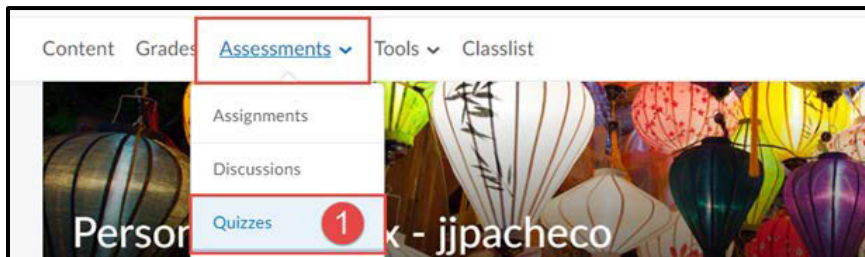 Content Grades Assessments Tools Classlist
Assignments
Discussions
Quizzes 1
x - jjpacheco